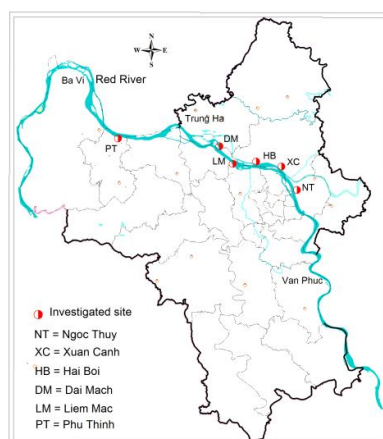 N
W E
S
Ba Vi
Red River
Trung Ha
DM
PT
LM
HB
XC
NT
Van Phuc
Investigated site
NT = Ngoc Thuy
XC = Xuan Canh
HB = Hai Boi
DM = Dai Mach
LM = Liem Mac
PT = Phu Thinh